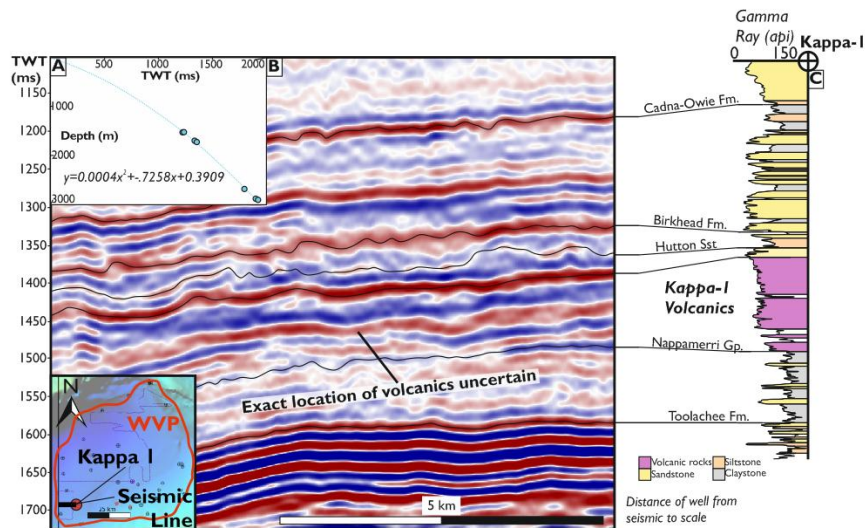 Gamma
Ray (api)
Kappa-1
0 150
C
TWT
(ms)
A
0 500 1000 1500 2000
TWT (ms)
B
1000
Depth (m)
2000
y=0.0004x²+-.7258x+0.3909
3000
1150
1200
1250
1300
1350
1400
1450
1500
1550
1600
1650
1700
Cadna-Owie Fm.
Birkhead Fm.
Hutton Sst
Kappa-1
Volcanics
Nappamerri Gp.
Toolachee Fm.
Exact location of volcanics uncertain
N
WVP
Kappa 1
Seismic
Line
5 km
Volcanic rocks
Siltstone
Sandstone
Claystone
Distance of well from
seismic to scale